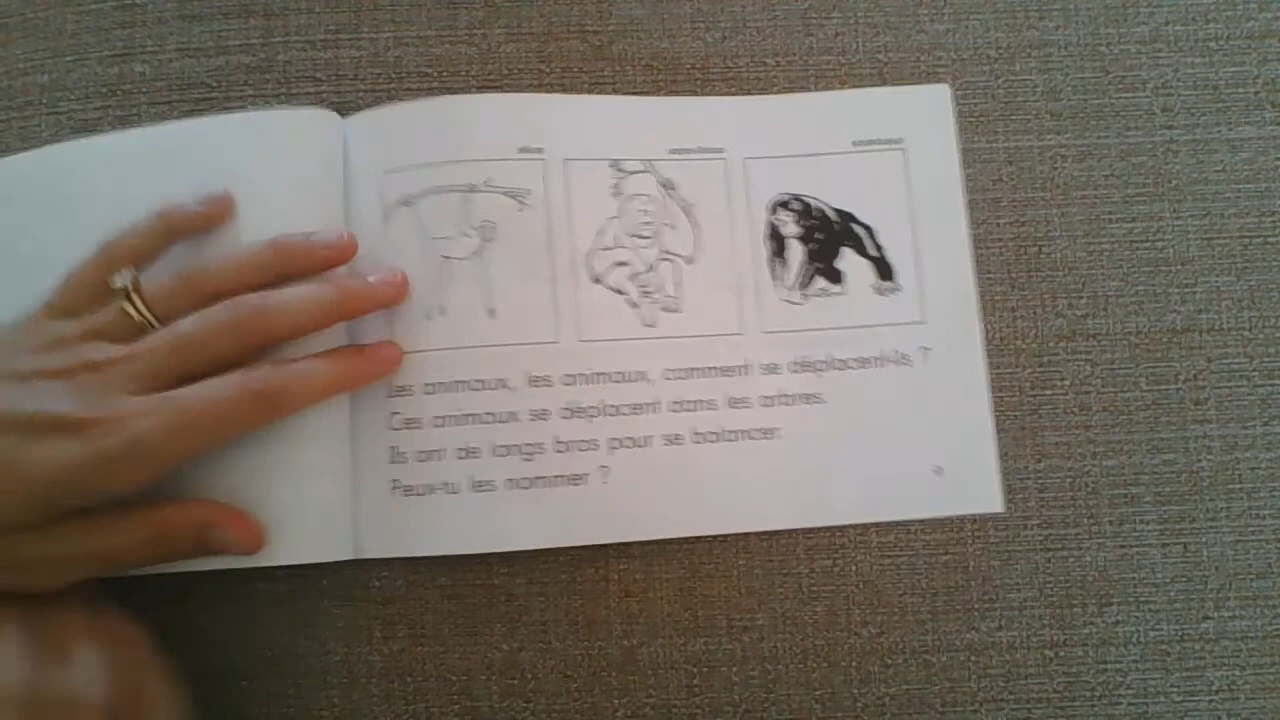 Les animaux, les animaux, comment se déplacent-ils ?
Ces animaux se déplacent dans les arbres.
Ils ont de longs bras pour se balancer.
Peux-tu les nommer ?